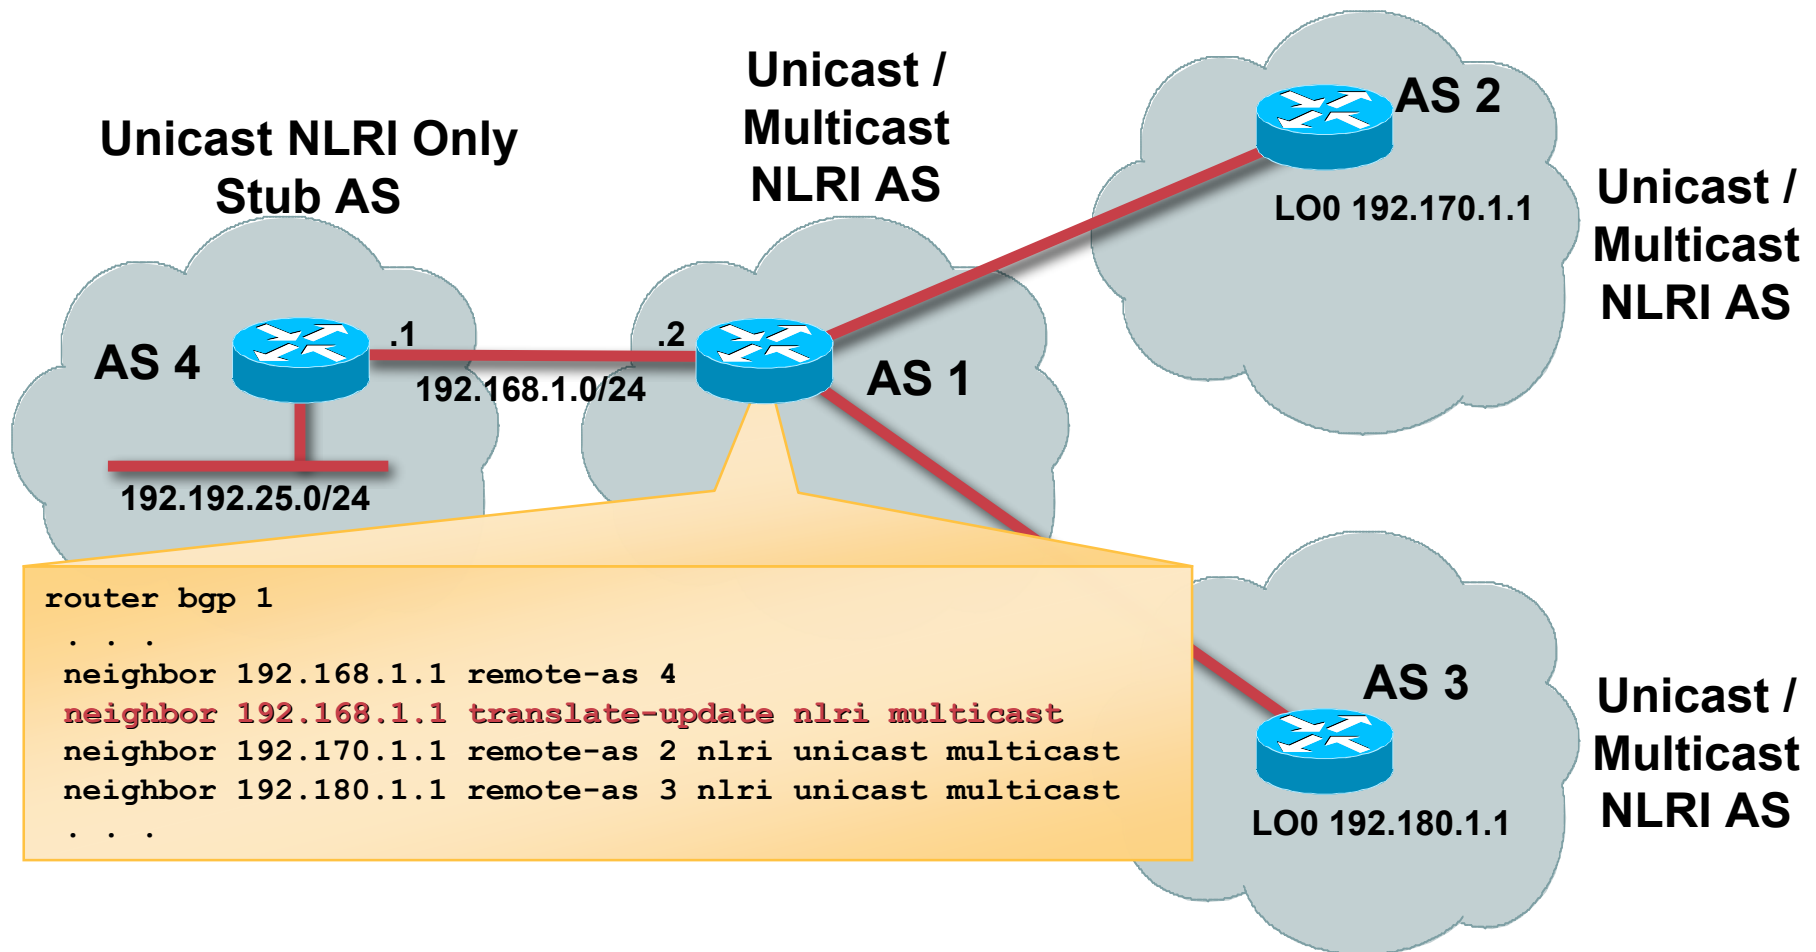 Unicast NLRI Only
Stub AS
Unicast /
Multicast
NLRI AS
AS 2
LO0 192.170.1.1
Unicast /
Multicast
NLRI AS
AS 4
.1
192.168.1.0/24
.2
AS 1
192.192.25.0/24
router bgp 1
. . .
neighbor 192.168.1.1 remote-as 4
neighbor 192.168.1.1 translate-update nlri multicast
neighbor 192.170.1.1 remote-as 2 nlri unicast multicast
neighbor 192.180.1.1 remote-as 3 nlri unicast multicast
. . .
AS 3
LO0 192.180.1.1
Unicast /
Multicast
NLRI AS